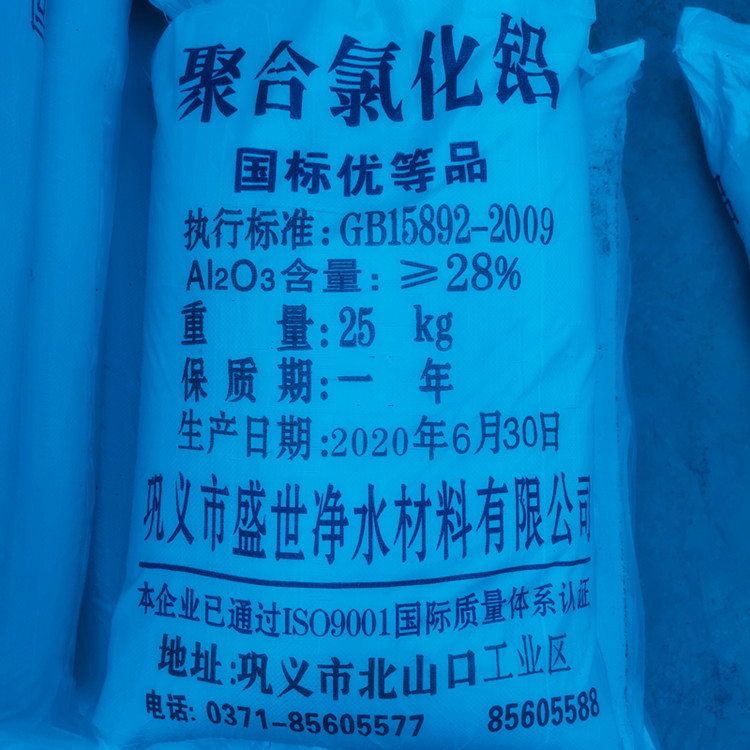 聚合氯化铝
国标优等品
执行标准:GB15892-2009
Al2O3含量:≥28%
重 量:25 kg
保 质 期:一 年
生产日期:2020年6月30日
巩义市盛世净水材料有限公司
本企业已通过ISO9001国际质量体系认证
地址:巩义市北山口工业区
电话: 0371-85605577 85605588